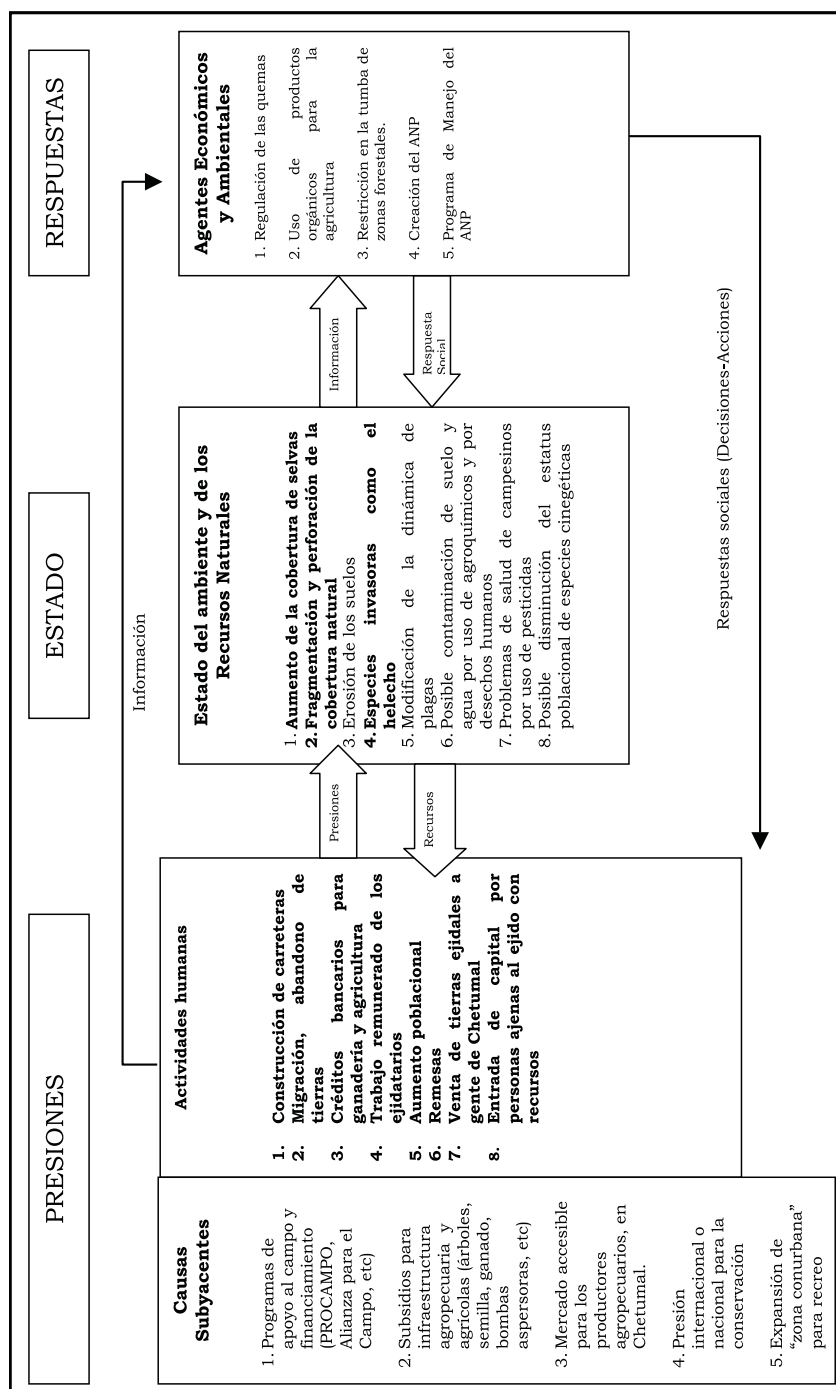 PRESIONES
ESTADO
RESPUESTAS
Causas
Subyacentes
1. Programas de
apoyo al campo y
financiamiento
(PROCAMPO,
Alianza para el
Campo, etc)
2. Subsidios para
infraestructura
agropecuaria y
agrícolas (árboles,
semilla, ganado,
bombas
aspersoras, etc)
3. Mercado accesible
para los
productores
agropecuarios, en
Chetumal.
4. Presión
internacional o
nacional para la
conservación
5. Expansión de
“zona conurbana”
para recreo
Actividades humanas
1. Construcción de carreteras
2. Migración, abandono de
tierras
3. Créditos bancarios para
ganadería y agricultura
4. Trabajo remunerado de los
ejidatarios
5. Aumento poblacional
6. Remesas
7. Venta de tierras ejidales a
gente de Chetumal
8. Entrada de capital por
personas ajenas al ejido con
recursos
Información
Presiones
Recursos
Estado del ambiente y de los
Recursos Naturales
1. Aumento de la cobertura de selvas
2. Fragmentación y perforación de la
cobertura natural
3. Erosión de los suelos
4. Especies invasoras como el
helecho
5. Modificación de la dinámica de
plagas
6. Posible contaminación de suelo y
agua por uso de agroquímicos y por
desechos humanos
7. Problemas de salud de campesinos
por uso de pesticidas
8. Posible disminución del estatus
poblacional de especies cinegéticas
Información
Respuesta
Social
Agentes Económicos
y Ambientales
1. Regulación de las quemas
2. Uso de productos
orgánicos para la
agricultura
3. Restricción en la tumba de
zonas forestales.
4. Creación del ANP
5. Programa de Manejo del
ANP
Respuestas sociales (Decisiones-Acciones)